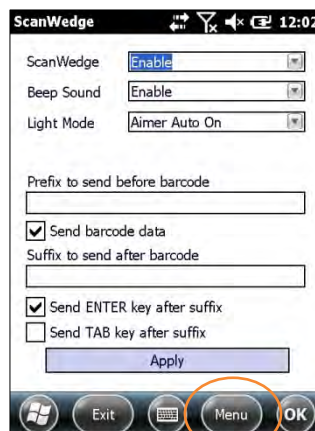 ScanWedge 12:02
ScanWedge Enable
Beep Sound Enable
Light Mode Aimer Auto On
Prefix to send before barcode
Send barcode data
Suffix to send after barcode
Send ENTER key after suffix
Send TAB key after suffix
Apply
Exit Menu OK